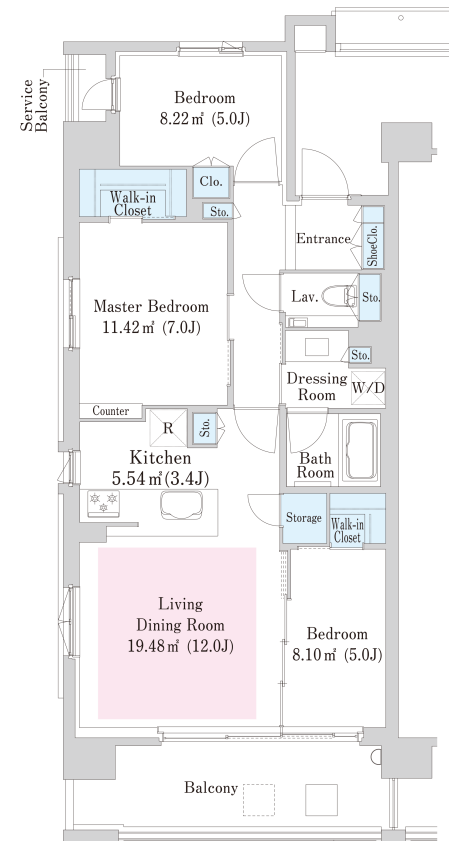 Service
Balcony
Bedroom
8.22㎡ (5.0J)
Clo.
Walk-in
Closet
Sto.
Entrance
ShoeClo.
Master Bedroom
11.42㎡ (7.0J)
Lav.
Sto.
Sto.
Dressing
Room
W/D
Counter
R
Sto.
Kitchen
5.54㎡(3.4J)
Bath
Room
Storage
Walk-in
Closet
Living
Dining Room
19.48㎡ (12.0J)
Bedroom
8.10㎡ (5.0J)
Balcony